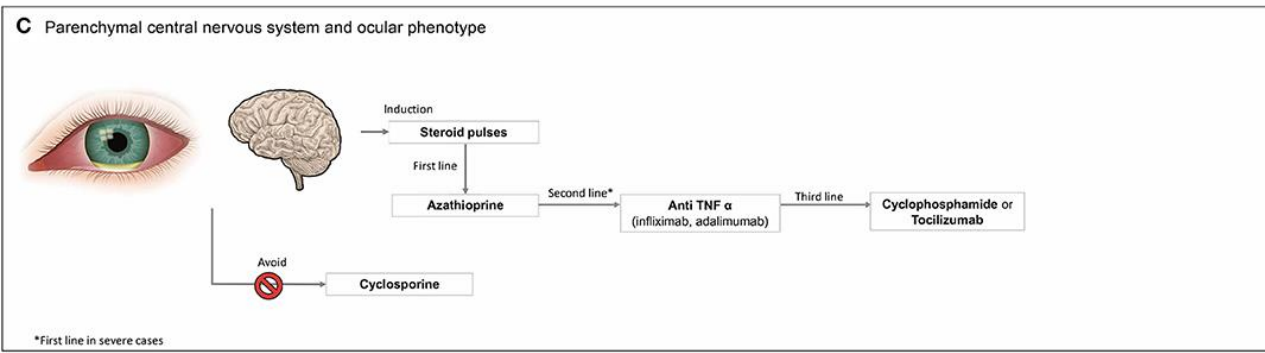 C Parenchymal central nervous system and ocular phenotype
Induction
Steroid pulses
First line
Azathioprine
Second line*
Anti TNF α
(infliximab, adalimumab)
Third line
Cyclophosphamide or
Tocilizumab
Avoid
Cyclosporine
*First line in severe cases